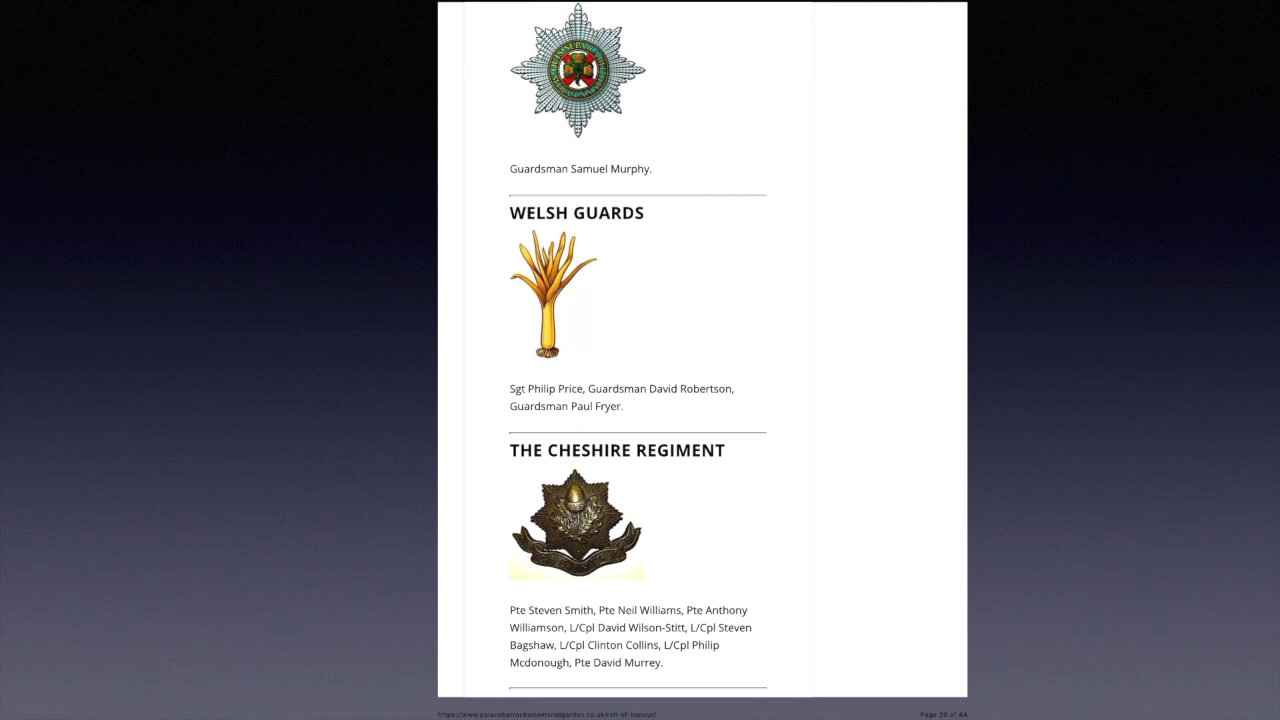 Guardsman Samuel Murphy.
WELSH GUARDS
Sgt Philip Price, Guardsman David Robertson,
Guardsman Paul Fryer.
THE CHESHIRE REGIMENT
Pte Steven Smith, Pte Neil Williams, Pte Anthony
Williamson, L/Cpl David Wilson-Stitt, L/Cpl Steven
Bagshaw, L/Cpl Clinton Collins, L/Cpl Philip
Mcdonough, Pte David Murrey.
https://www.palacebarracksmemorialgarden.co.uk/roll-of-honour/
Page 29 of 44